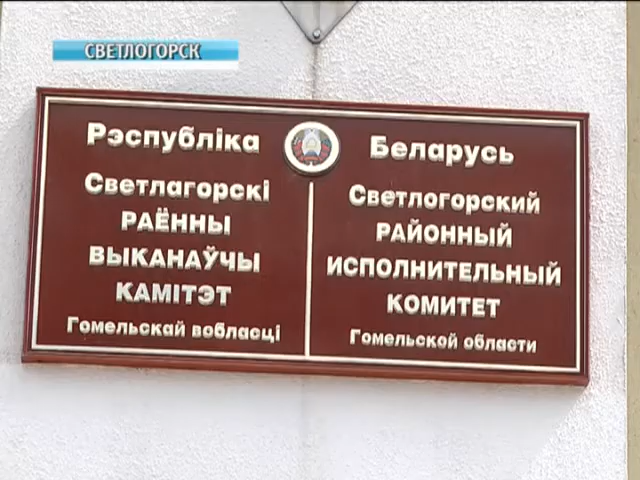 СВЕТЛОГОРСК
Рэспубліка Беларусь
Светлагорскі
РАЁННЫ
ВЫКАНАЎЧЫ
КАМІТЭТ
Гомельскай вобласці
Светлогорский
РАЙОННЫЙ
ИСПОЛНИТЕЛЬНЫЙ
КОМИТЕТ
Гомельской области